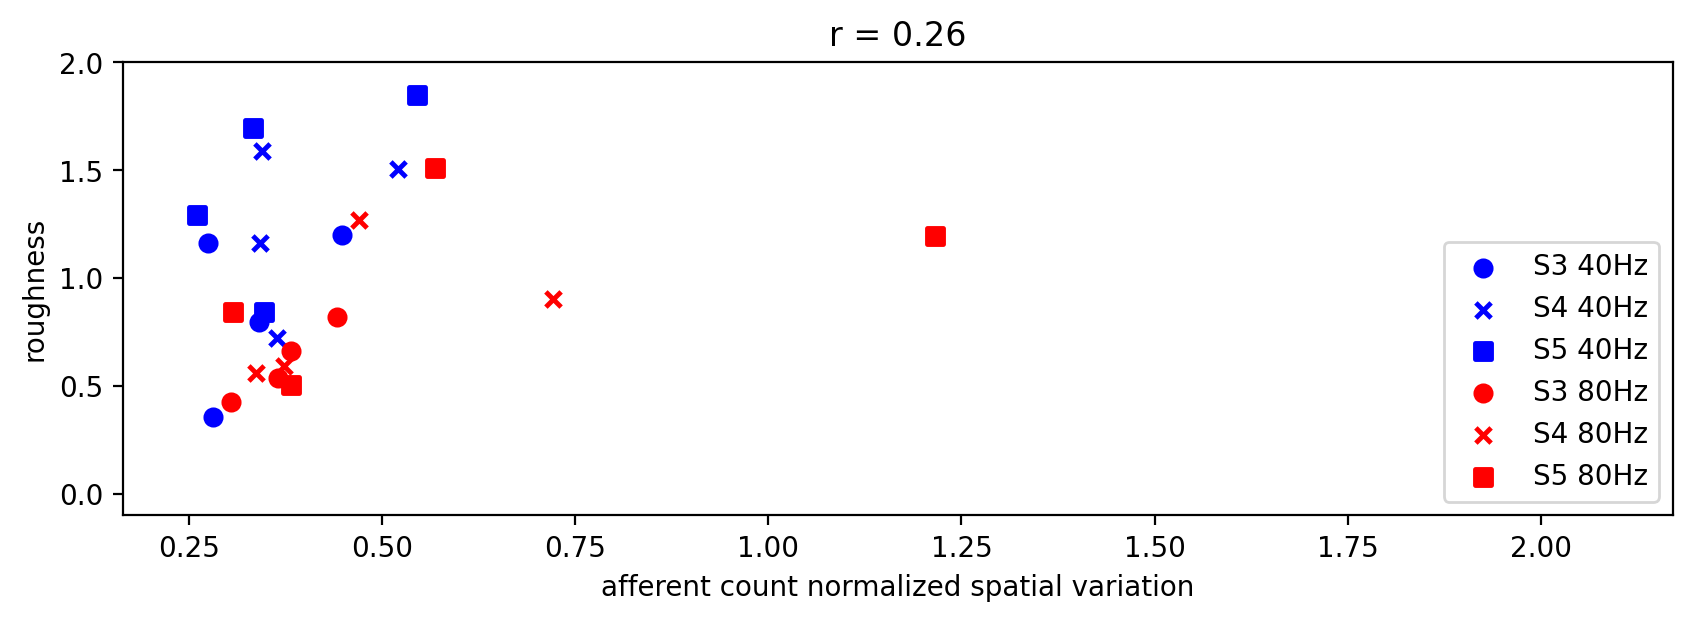 r = 0.26
2.0
1.5
1.0
0.5
0.0
roughness
0.25 0.50 0.75 1.00 1.25 1.50 1.75 2.00
afferent count normalized spatial variation
S3 40Hz
S4 40Hz
S5 40Hz
S3 80Hz
S4 80Hz
S5 80Hz